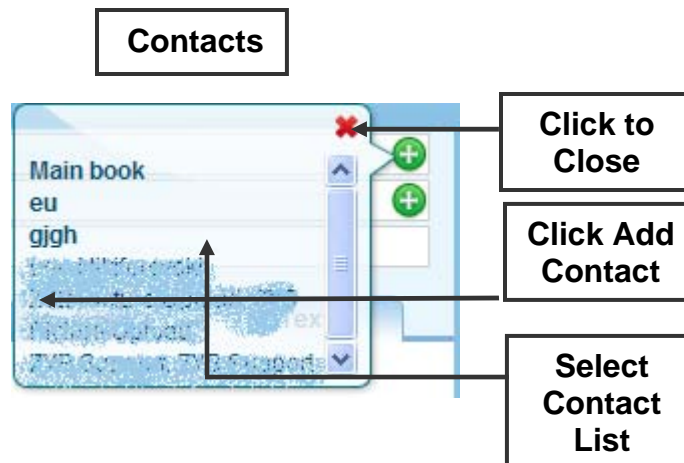 Contacts
Click to
Close
Main book
eu
gjgh
Click Add
Contact
Select
Contact
List